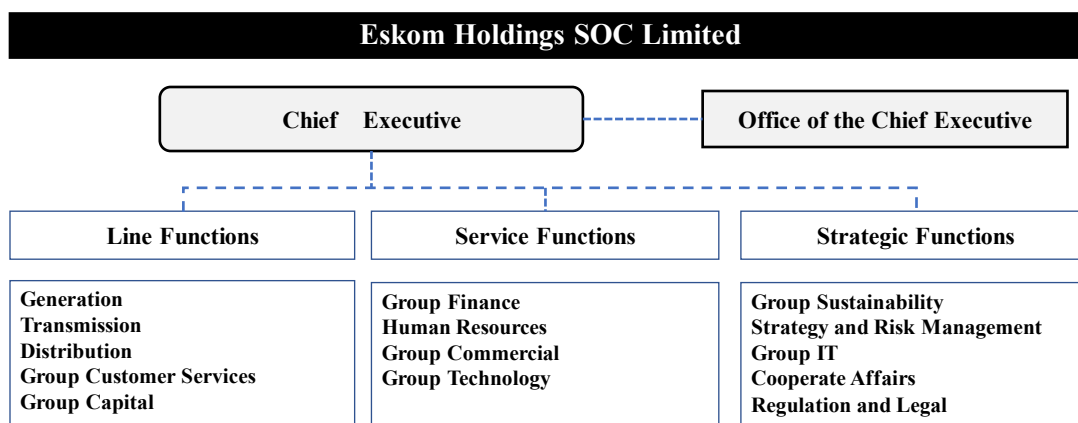 Eskom Holdings SOC Limited
Chief Executive
Office of the Chief Executive
Line Functions
Service Functions
Strategic Functions
Generation
Transmission
Distribution
Group Customer Services
Group Capital
Group Finance
Human Resources
Group Commercial
Group Technology
Group Sustainability
Strategy and Risk Management
Group IT
Cooperate Affairs
Regulation and Legal